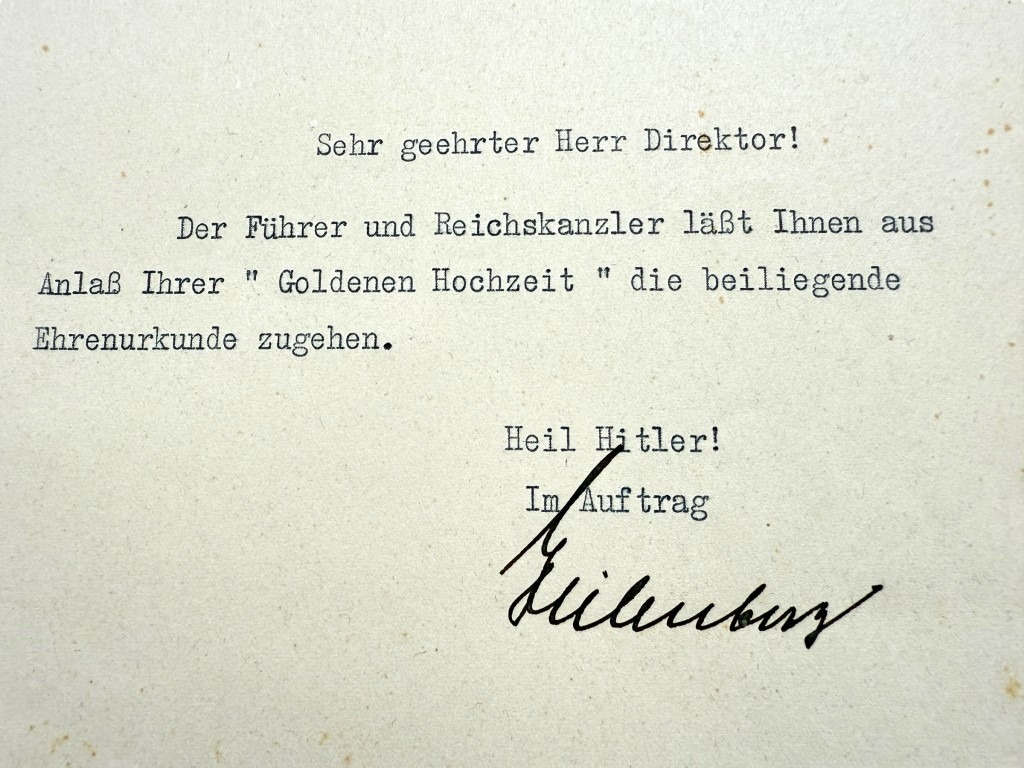 Sehr geehrter Herr Direktor!
Der Führer und Reichskanzler läßt Ihnen aus
Anlaß Ihrer " Goldenen Hochzeit " die beiliegende
Ehrenurkunde zugehen.
Heil Hitler!
Im Auftrag